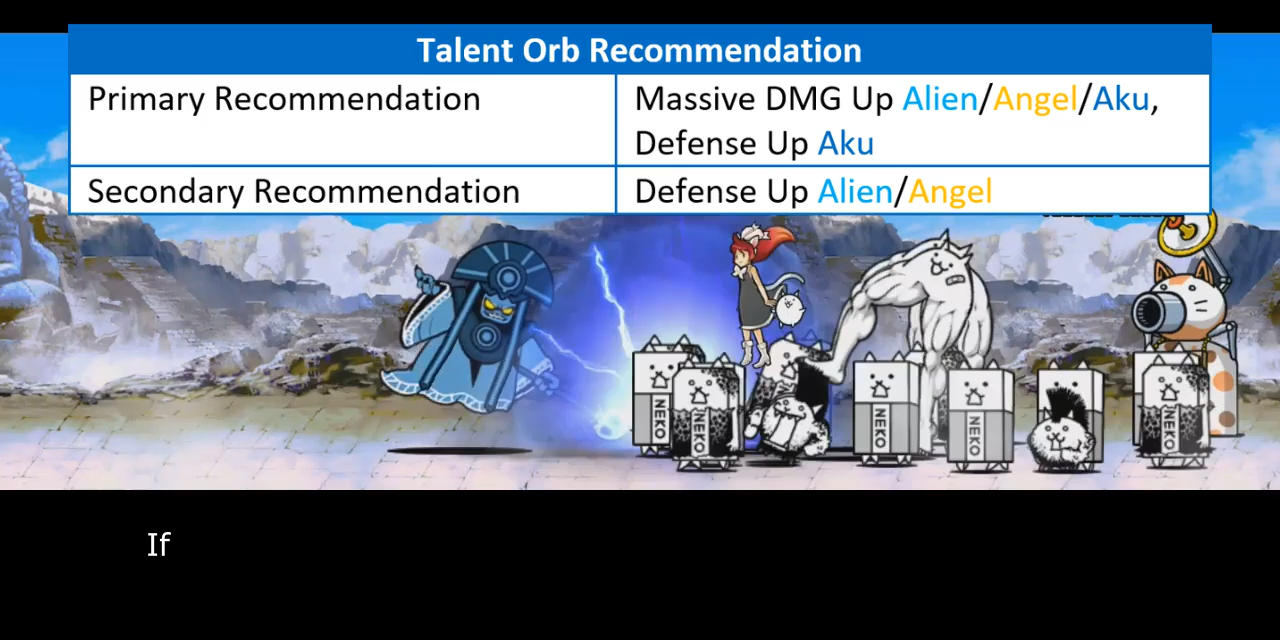 Talent Orb Recommendation
Primary Recommendation
Massive DMG Up Alien/Angel/Aku,
Defense Up Aku
Secondary Recommendation
Defense Up Alien/Angel
NEKO
NEKO
NEKO
NEKO
NEKO
If